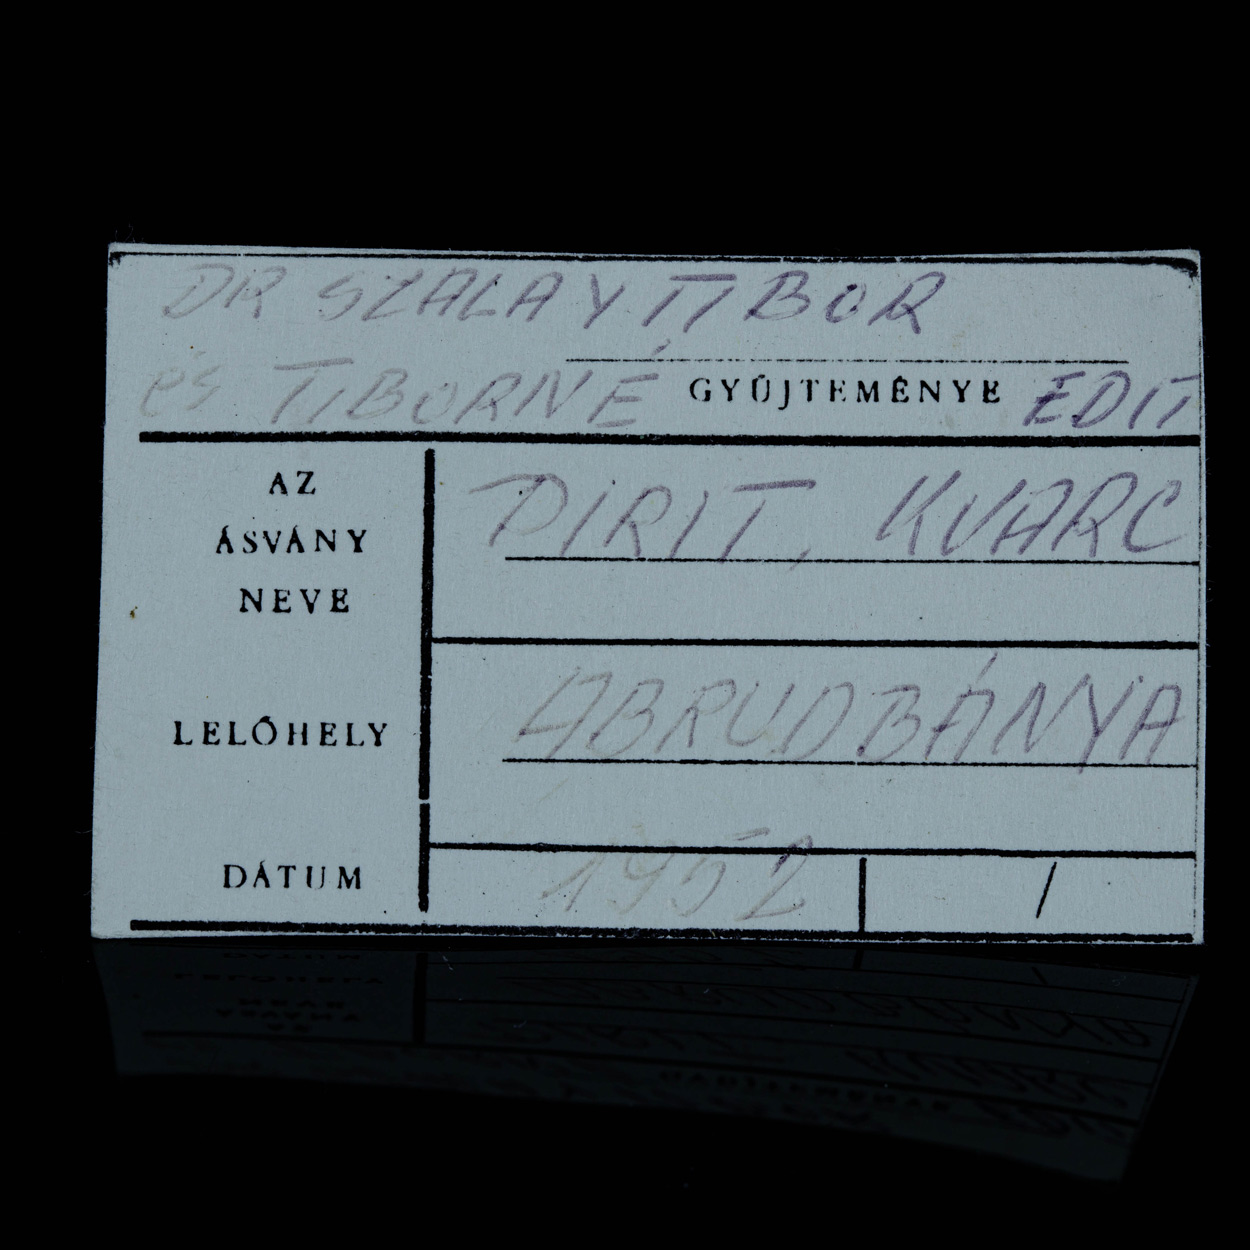 DR SZALAY TIBOR
és TIBORNÉ GYŰJTEMÉNYE EDIT
AZ
ÁSVÁNY
NEVE
PIRIT, KVARC
LELŐHELY
ABRUDBÁNYA
DÁTUM
1952 /